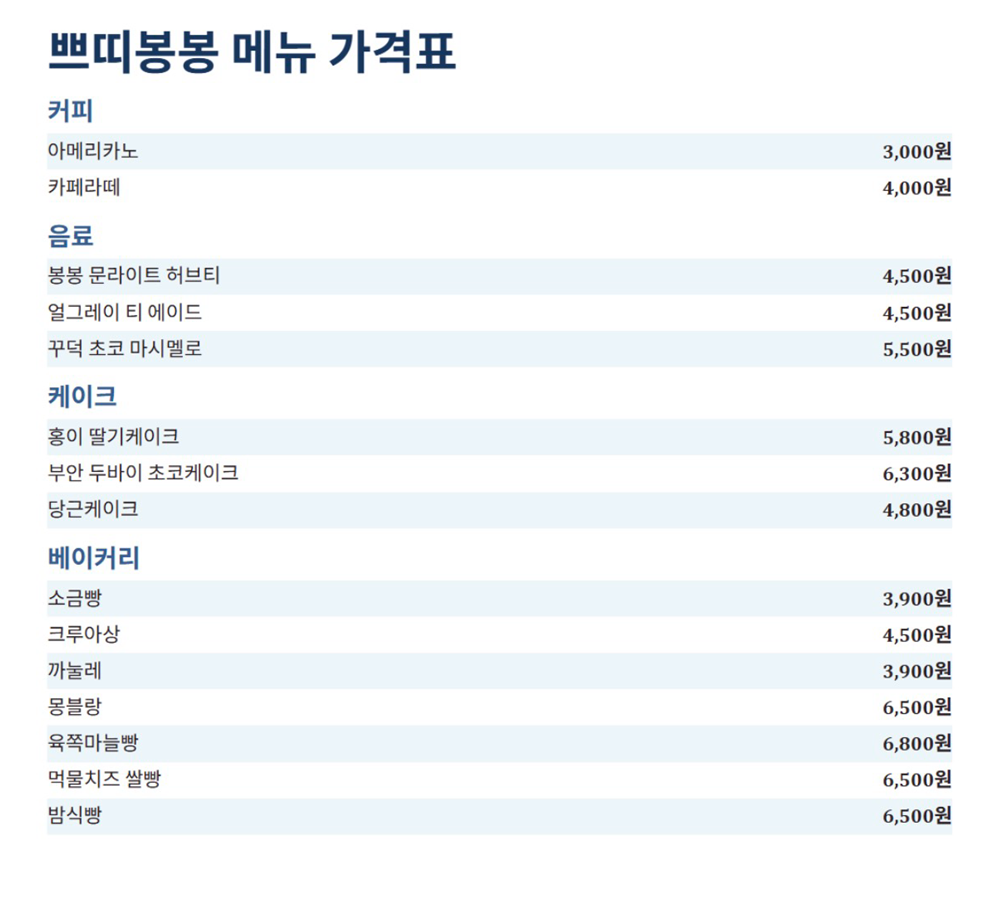 쁘띠봉봉 메뉴 가격표
커피
아메리카노 3,000원
카페라떼 4,000원
음료
봉봉 문라이트 허브티 4,500원
얼그레이 티 에이드 4,500원
꾸덕 초코 마시멜로 5,500원
케이크
홍이 딸기케이크 5,800원
부안 두바이 초코케이크 6,300원
당근케이크 4,800원
베이커리
소금빵 3,900원
크루아상 4,500원
까눌레 3,900원
몽블랑 6,500원
육쪽마늘빵 6,800원
먹물치즈 쌀빵 6,500원
밤식빵 6,500원